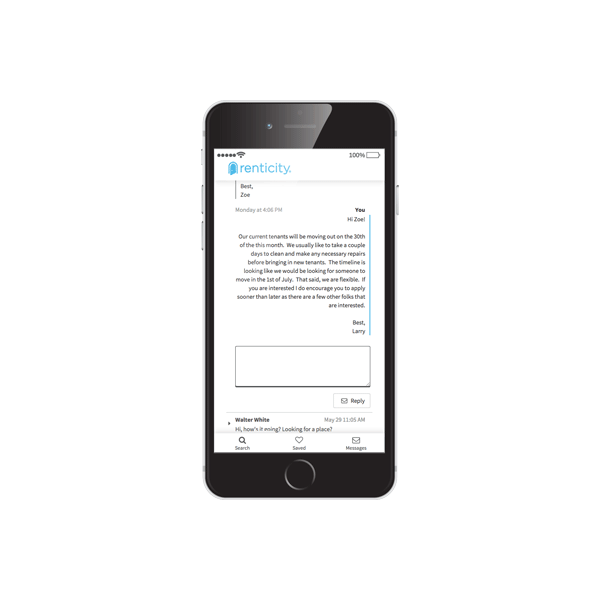 100%
renticity.
Best,
Zoe
Monday at 4:06 PM You
Hi Zoe!
Our current tenants will be moving out on the 30th
of the this month. We usually like to take a couple
days to clean and make any necessary repairs
before bringing in new tenants. The timeline is
looking like we would be looking for someone to
move in the 1st of July. That said, we are flexible. If
you are interested I do encourage you to apply
sooner than later as there are a few other folks that
are interested.
Best,
Larry
Reply
Walter White May 29 11:05 AM
Hi, how's it going? Looking for a place?
Search Saved Messages